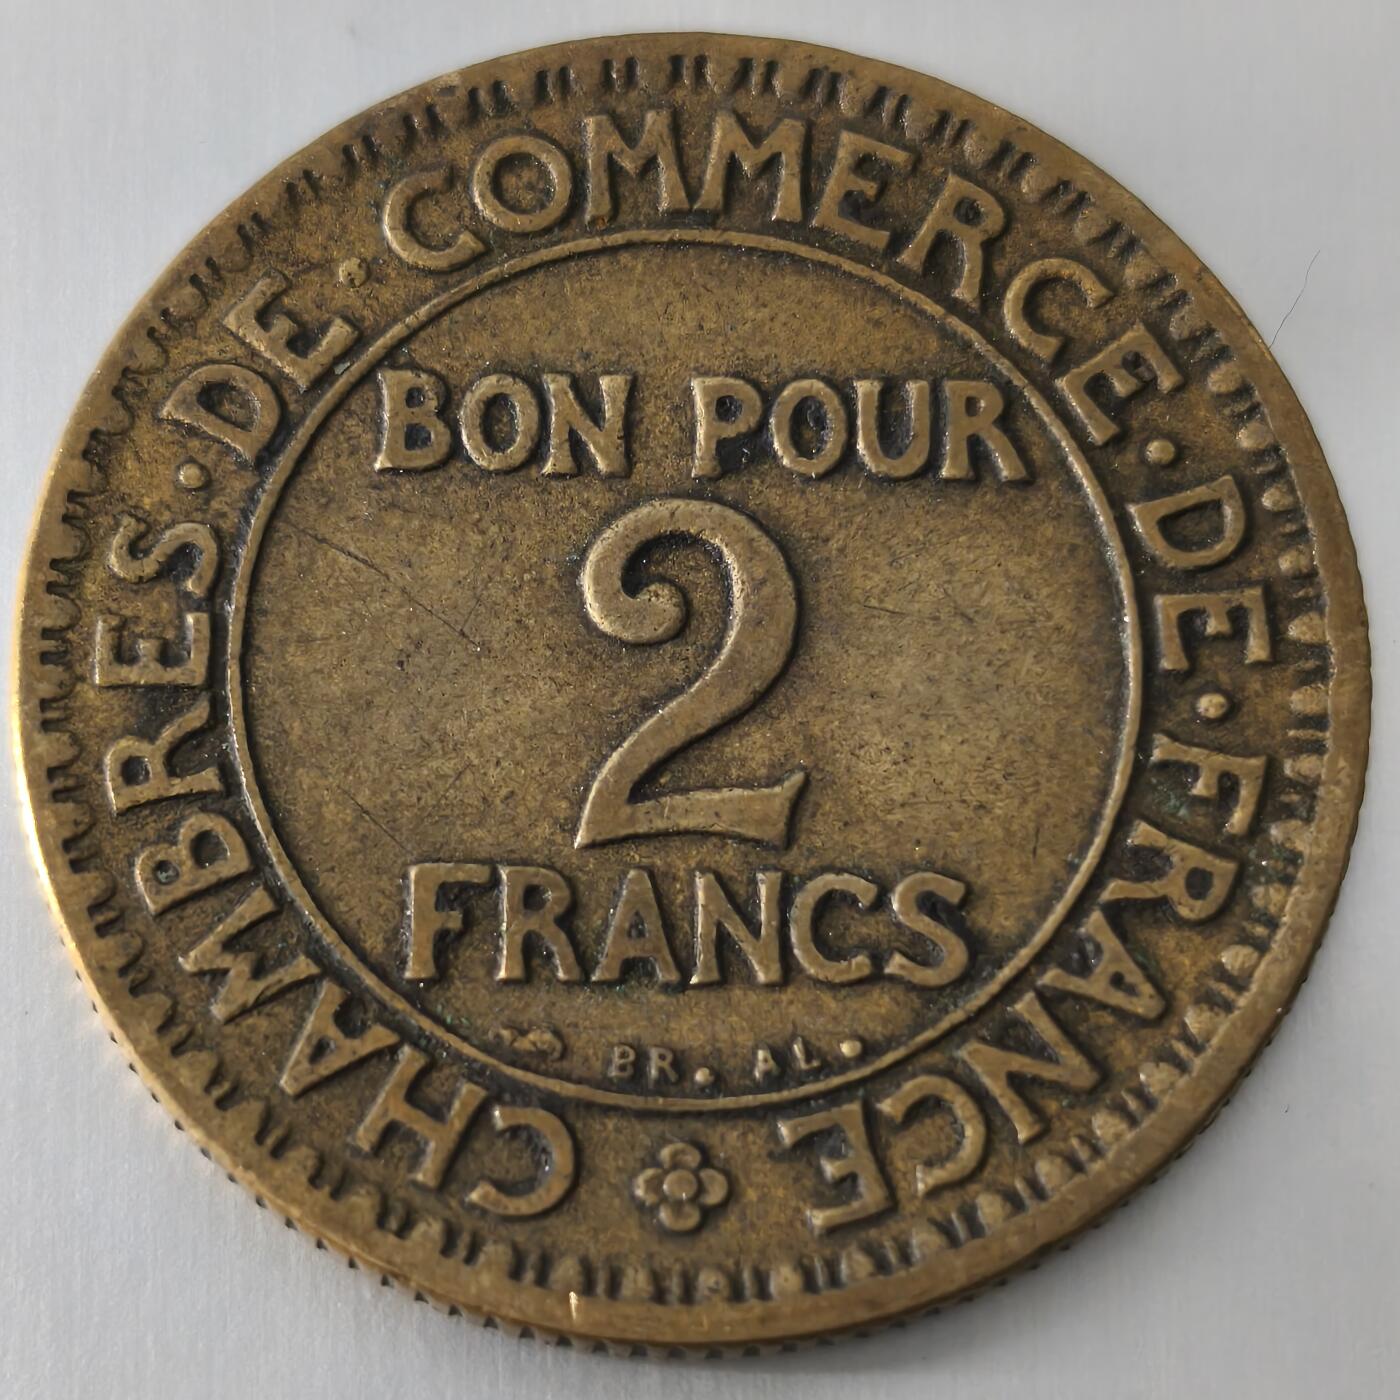 CHAMBRES·DE·COMMERCE·DE·FRANCE
BON POUR
2
FRANCS
BR. AL.